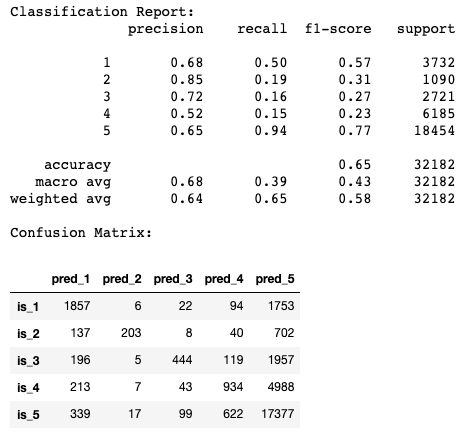 Classification Report:
precision recall f1-score support
1 0.68 0.50 0.57 3732
2 0.85 0.19 0.31 1090
3 0.72 0.16 0.27 2721
4 0.52 0.15 0.23 6185
5 0.65 0.94 0.77 18454
accuracy 0.65 32182
macro avg 0.68 0.39 0.43 32182
weighted avg 0.64 0.65 0.58 32182
Confusion Matrix:
pred_1 pred_2 pred_3 pred_4 pred_5
is_1 1857 6 22 94 1753
is_2 137 203 8 40 702
is_3 196 5 444 119 1957
is_4 213 7 43 934 4988
is_5 339 17 99 622 17377